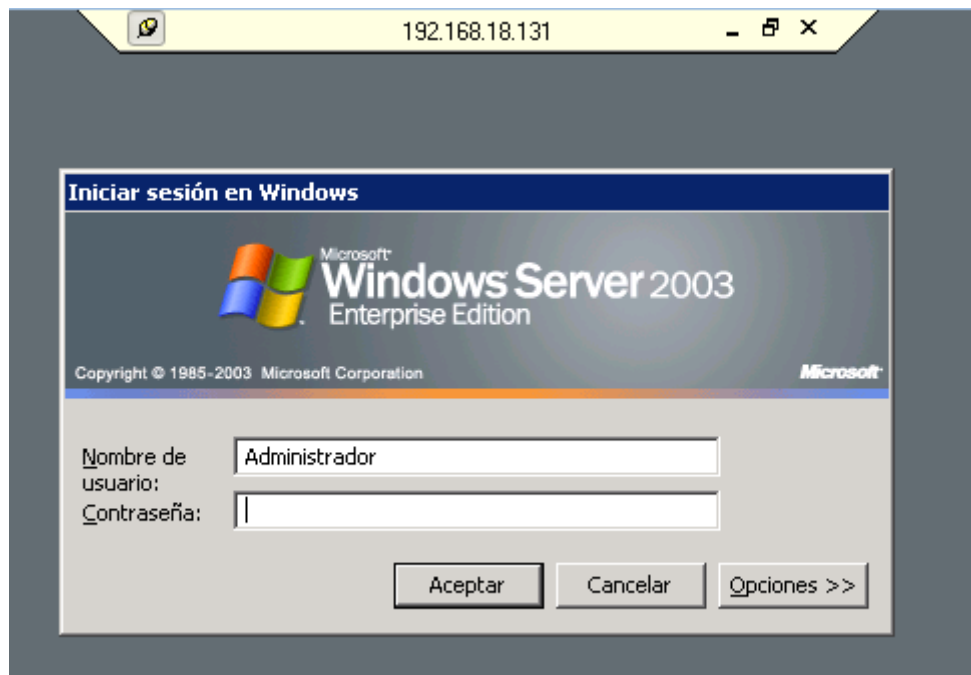 192.168.18.131
Iniciar sesión en Windows
Microsoft
Windows Server 2003
Enterprise Edition
Copyright © 1985-2003 Microsoft Corporation
Microsoft
Nombre de usuario:
Administrador
Contraseña:
Aceptar
Cancelar
Opciones >>